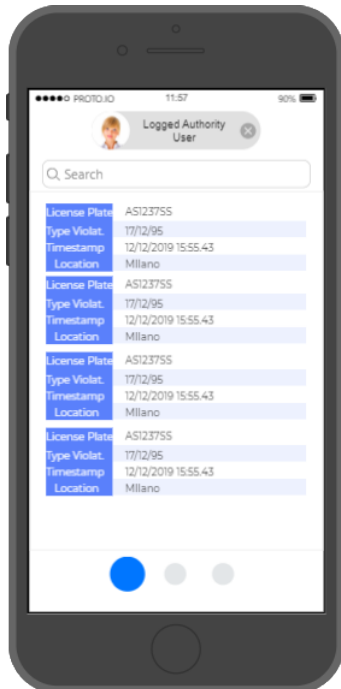 PROTO.IO 11:57 90%
Logged Authority
User
Search
License Plate AS1237SS
Type Violat. 17/12/95
Timestamp 12/12/2019 15:55.43
Location MIlano
License Plate AS1237SS
Type Violat. 17/12/95
Timestamp 12/12/2019 15:55.43
Location MIlano
License Plate AS1237SS
Type Violat. 17/12/95
Timestamp 12/12/2019 15:55.43
Location MIlano
License Plate AS1237SS
Type Violat. 17/12/95
Timestamp 12/12/2019 15:55.43
Location MIlano